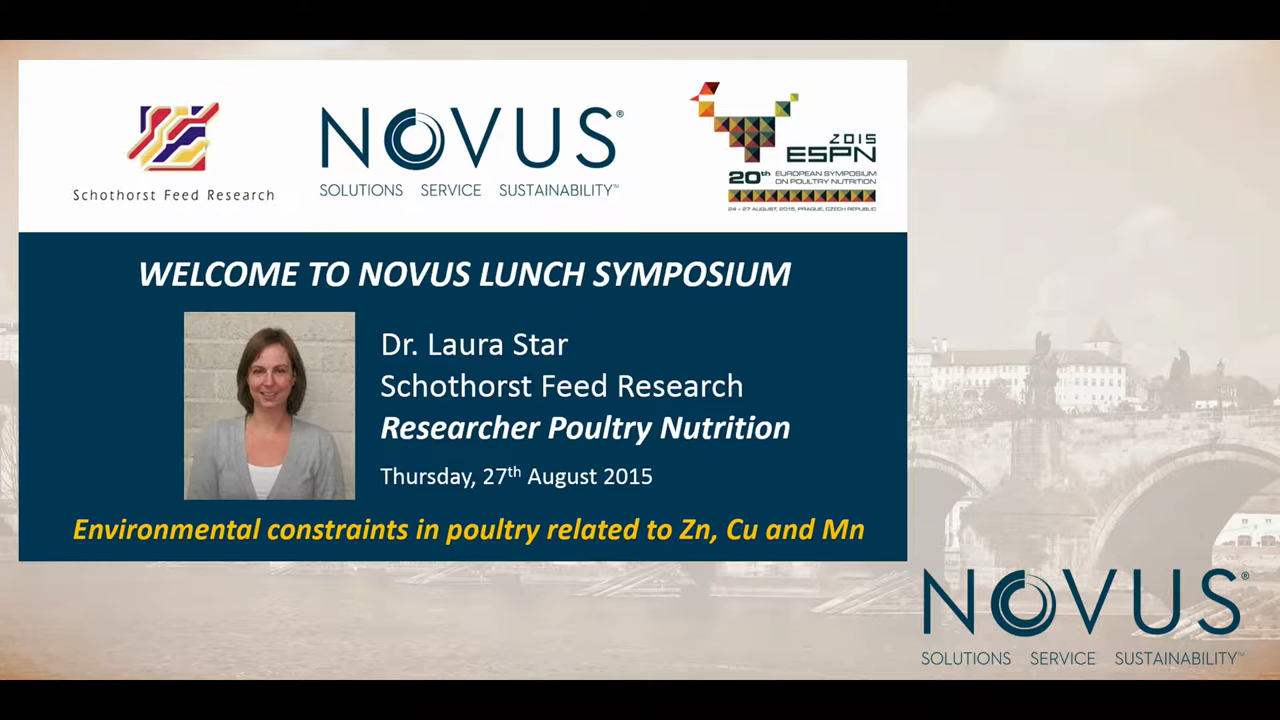 Schothorst Feed Research
NOVUS®
SOLUTIONS SERVICE SUSTAINABILITY™
2015
ESPN
20th EUROPEAN SYMPOSIUM
ON POULTRY NUTRITION
24 – 27 AUGUST, 2015, PRAGUE, CZECH REPUBLIC
WELCOME TO NOVUS LUNCH SYMPOSIUM
Dr. Laura Star
Schothorst Feed Research
Researcher Poultry Nutrition
Thursday, 27th August 2015
Environmental constraints in poultry related to Zn, Cu and Mn
NOVUS®
SOLUTIONS SERVICE SUSTAINABILITY™